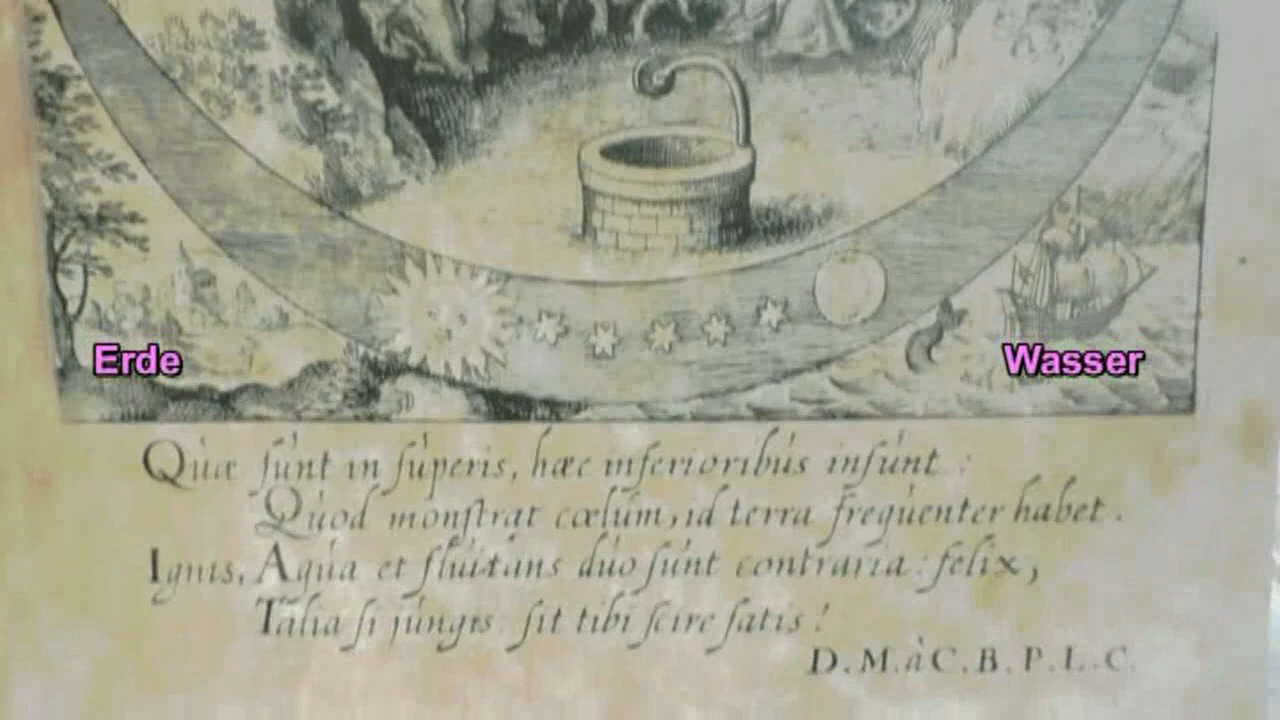 Erde
Wasser
Quæ sunt in superis, hæc inferioribus insunt :
Quod monstrat cœlum, id terra frequenter habet .
Ignis, Aqua et fluitans duo sunt contraria : felix,
Talia si jungis sit tibi scire satis !
D. M. à C. B. P. L. C.